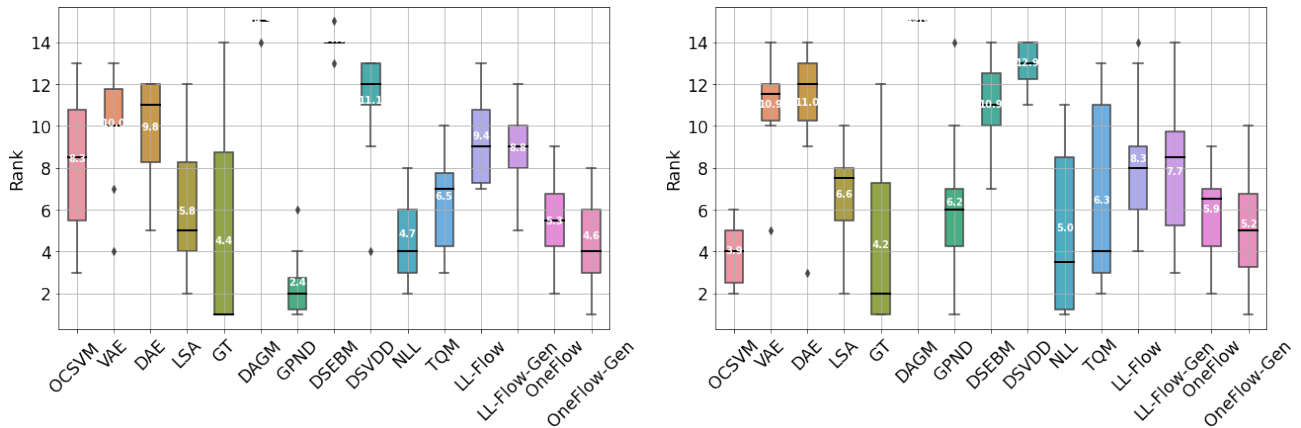 14
12
10
8
6
4
2
Rank
8.3
10.0
9.8
5.8
4.4
2.4
11.1
4.7
6.5
9.4
8.8
5.3
4.6
OCSVM
VAE
DAE
LSA
GT
DAGM
GPND
DSEBM
DSVDD
NLL
TQM
LL-Flow
LL-Flow-Gen
OneFlow
OneFlow-Gen
14
12
10
8
6
4
2
Rank
3.9
10.9
11.0
6.6
4.2
6.2
10.9
12.9
5.0
6.3
8.3
7.7
5.9
5.2
OCSVM
VAE
DAE
LSA
GT
DAGM
GPND
DSEBM
DSVDD
NLL
TQM
LL-Flow
LL-Flow-Gen
OneFlow
OneFlow-Gen